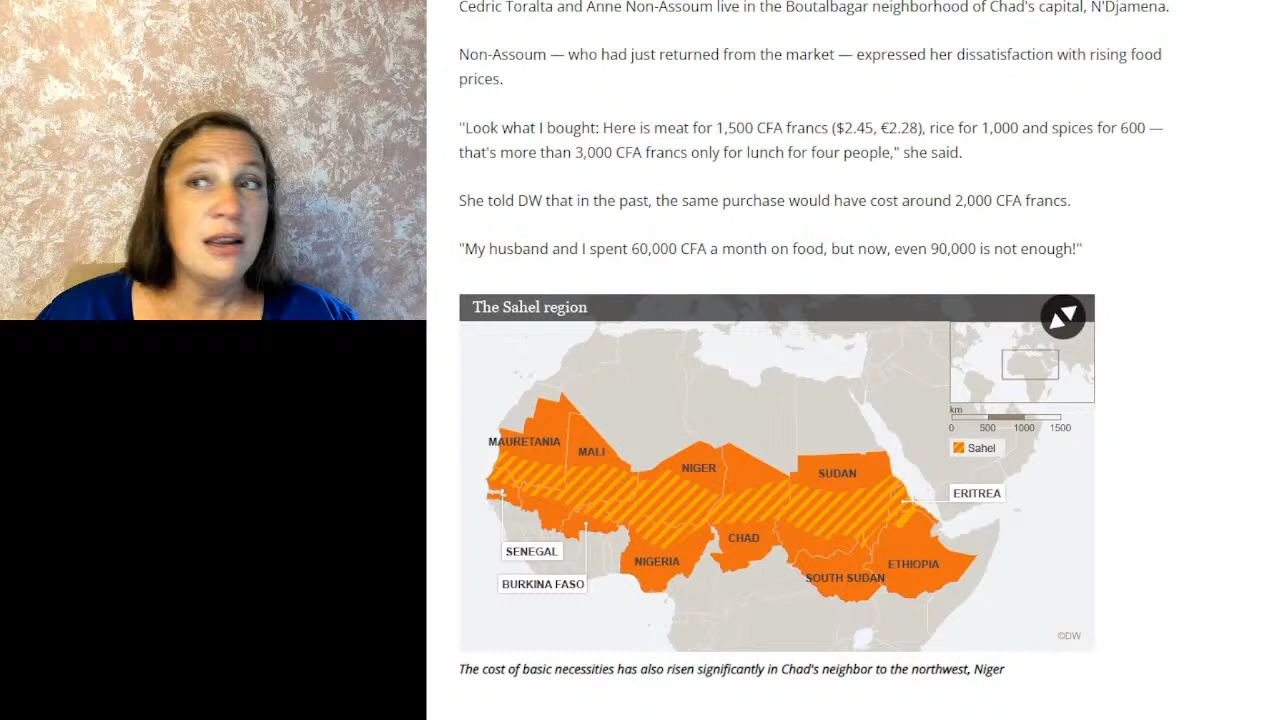 Cedric Toralta and Anne Non-Assoum live in the Boutalbagar neighborhood of Chad's capital, N'Djamena.
Non-Assoum — who had just returned from the market — expressed her dissatisfaction with rising food
prices.
"Look what I bought: Here is meat for 1,500 CFA francs ($2.45, €2.28), rice for 1,000 and spices for 600 —
that's more than 3,000 CFA francs only for lunch for four people," she said.
She told DW that in the past, the same purchase would have cost around 2,000 CFA francs.
"My husband and I spent 60,000 CFA a month on food, but now, even 90,000 is not enough!"
The Sahel region
km
0 500 1000 1500
Sahel
MAURETANIA
MALI
NIGER
SUDAN
ERITREA
SENEGAL
CHAD
BURKINA FASO
NIGERIA
ETHIOPIA
SOUTH SUDAN
©DW
The cost of basic necessities has also risen significantly in Chad's neighbor to the northwest, Niger